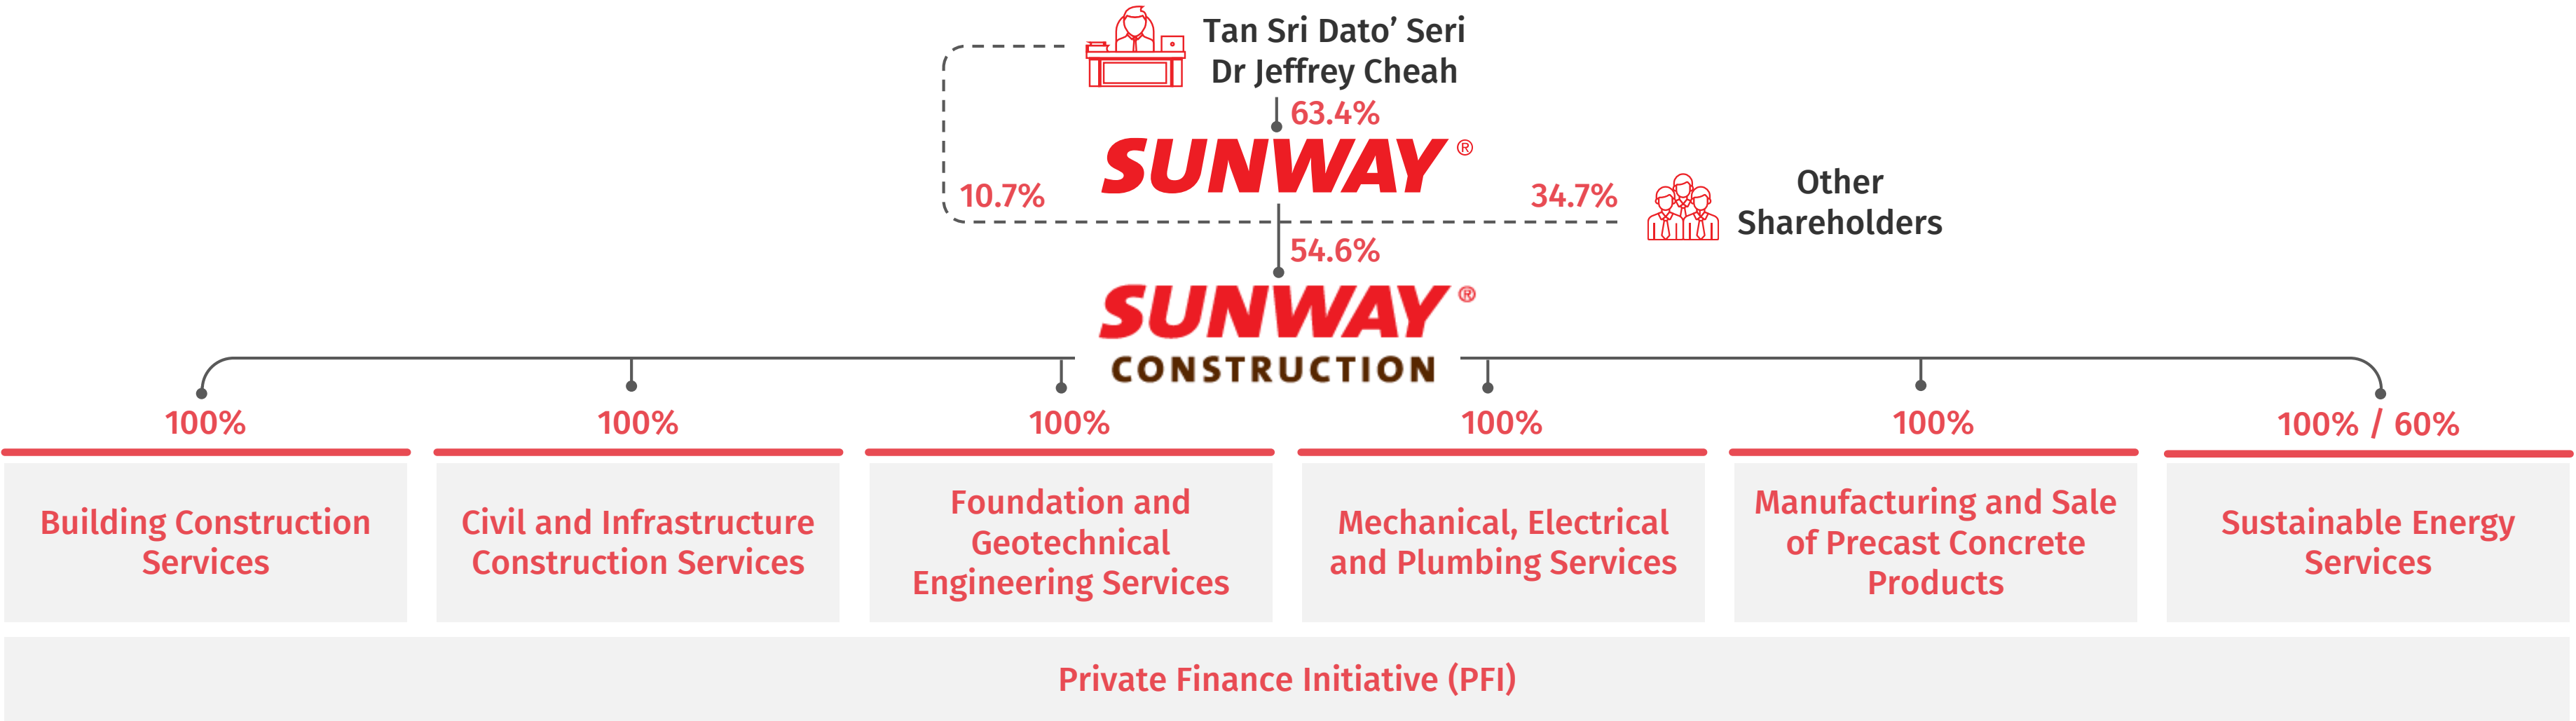 Tan Sri Dato’ Seri
Dr Jeffrey Cheah
63.4%
SUNWAY®
10.7%
34.7%
Other
Shareholders
54.6%
SUNWAY®
CONSTRUCTION
100%
100%
100%
100%
100%
100% / 60%
Building Construction
Services
Civil and Infrastructure
Construction Services
Foundation and
Geotechnical
Engineering Services
Mechanical, Electrical
and Plumbing Services
Manufacturing and Sale
of Precast Concrete
Products
Sustainable Energy
Services
Private Finance Initiative (PFI)